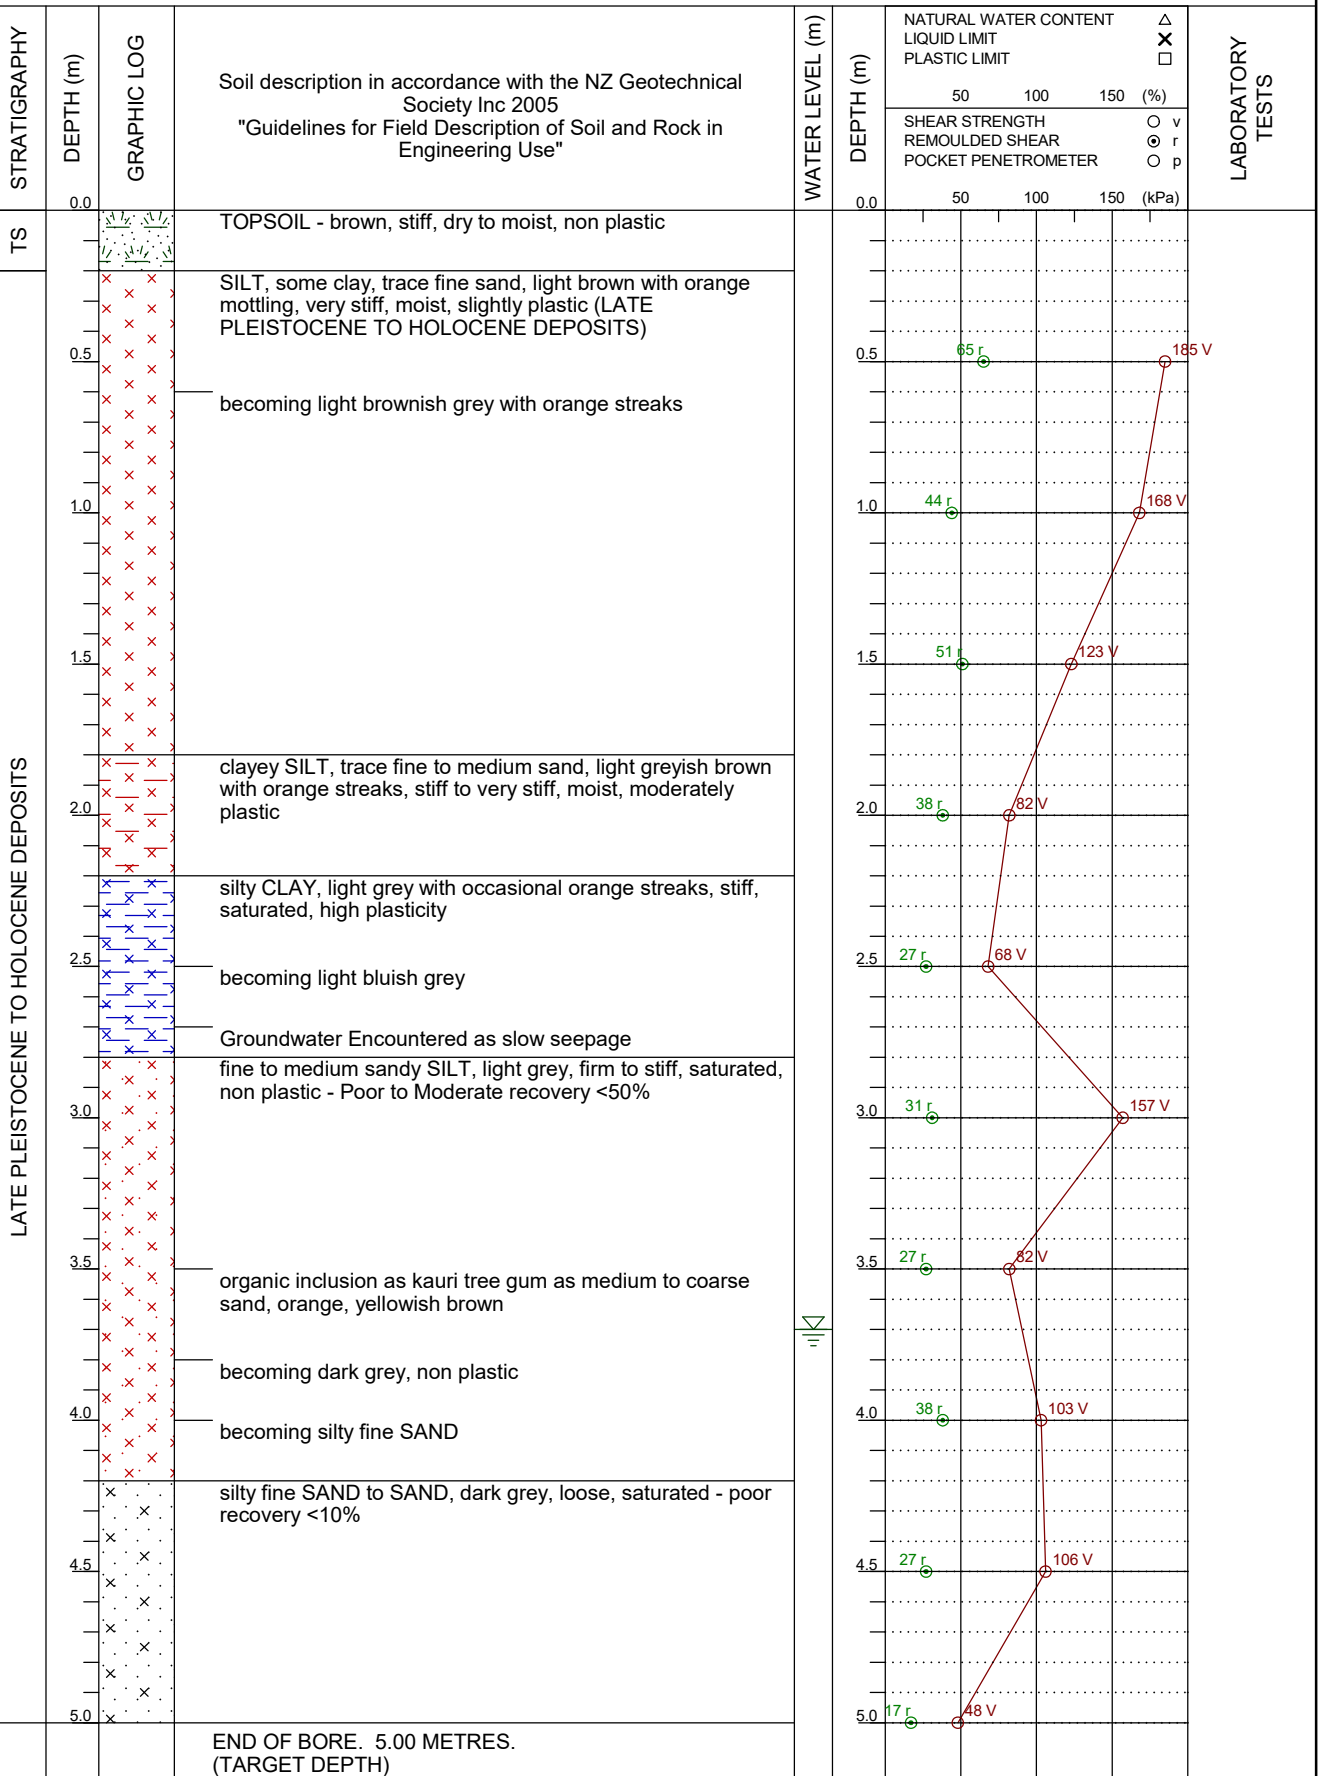 STRATIGRAPHY
DEPTH (m)
GRAPHIC LOG
Soil description in accordance with the NZ Geotechnical
Society Inc 2005
"Guidelines for Field Description of Soil and Rock in
Engineering Use"
WATER LEVEL (m)
DEPTH (m)
NATURAL WATER CONTENT
LIQUID LIMIT
PLASTIC LIMIT
50 100 150 (%)
SHEAR STRENGTH v
REMOULDED SHEAR r
POCKET PENETROMETER p
50 100 150 (kPa)
LABORATORY
TESTS
0.0 0.0
TS
TOPSOIL - brown, stiff, dry to moist, non plastic
SILT, some clay, trace fine sand, light brown with orange
mottling, very stiff, moist, slightly plastic (LATE
PLEISTOCENE TO HOLOCENE DEPOSITS)
0.5 0.5 65 r 185 V
becoming light brownish grey with orange streaks
1.0 1.0 44 r 168 V
1.5 1.5 51 r 123 V
LATE PLEISTOCENE TO HOLOCENE DEPOSITS
clayey SILT, trace fine to medium sand, light greyish brown
with orange streaks, stiff to very stiff, moist, moderately
plastic
2.0 2.0 38 r 82 V
silty CLAY, light grey with occasional orange streaks, stiff,
saturated, high plasticity
2.5 2.5 27 r 68 V
becoming light bluish grey
Groundwater Encountered as slow seepage
fine to medium sandy SILT, light grey, firm to stiff, saturated,
non plastic - Poor to Moderate recovery <50%
3.0 3.0 31 r 157 V
3.5 3.5 27 r 82 V
organic inclusion as kauri tree gum as medium to coarse
sand, orange, yellowish brown
becoming dark grey, non plastic
4.0 4.0 38 r 103 V
becoming silty fine SAND
silty fine SAND to SAND, dark grey, loose, saturated - poor
recovery <10%
4.5 4.5 27 r 106 V
5.0 5.0 17 r 48 V
END OF BORE. 5.00 METRES.
(TARGET DEPTH)